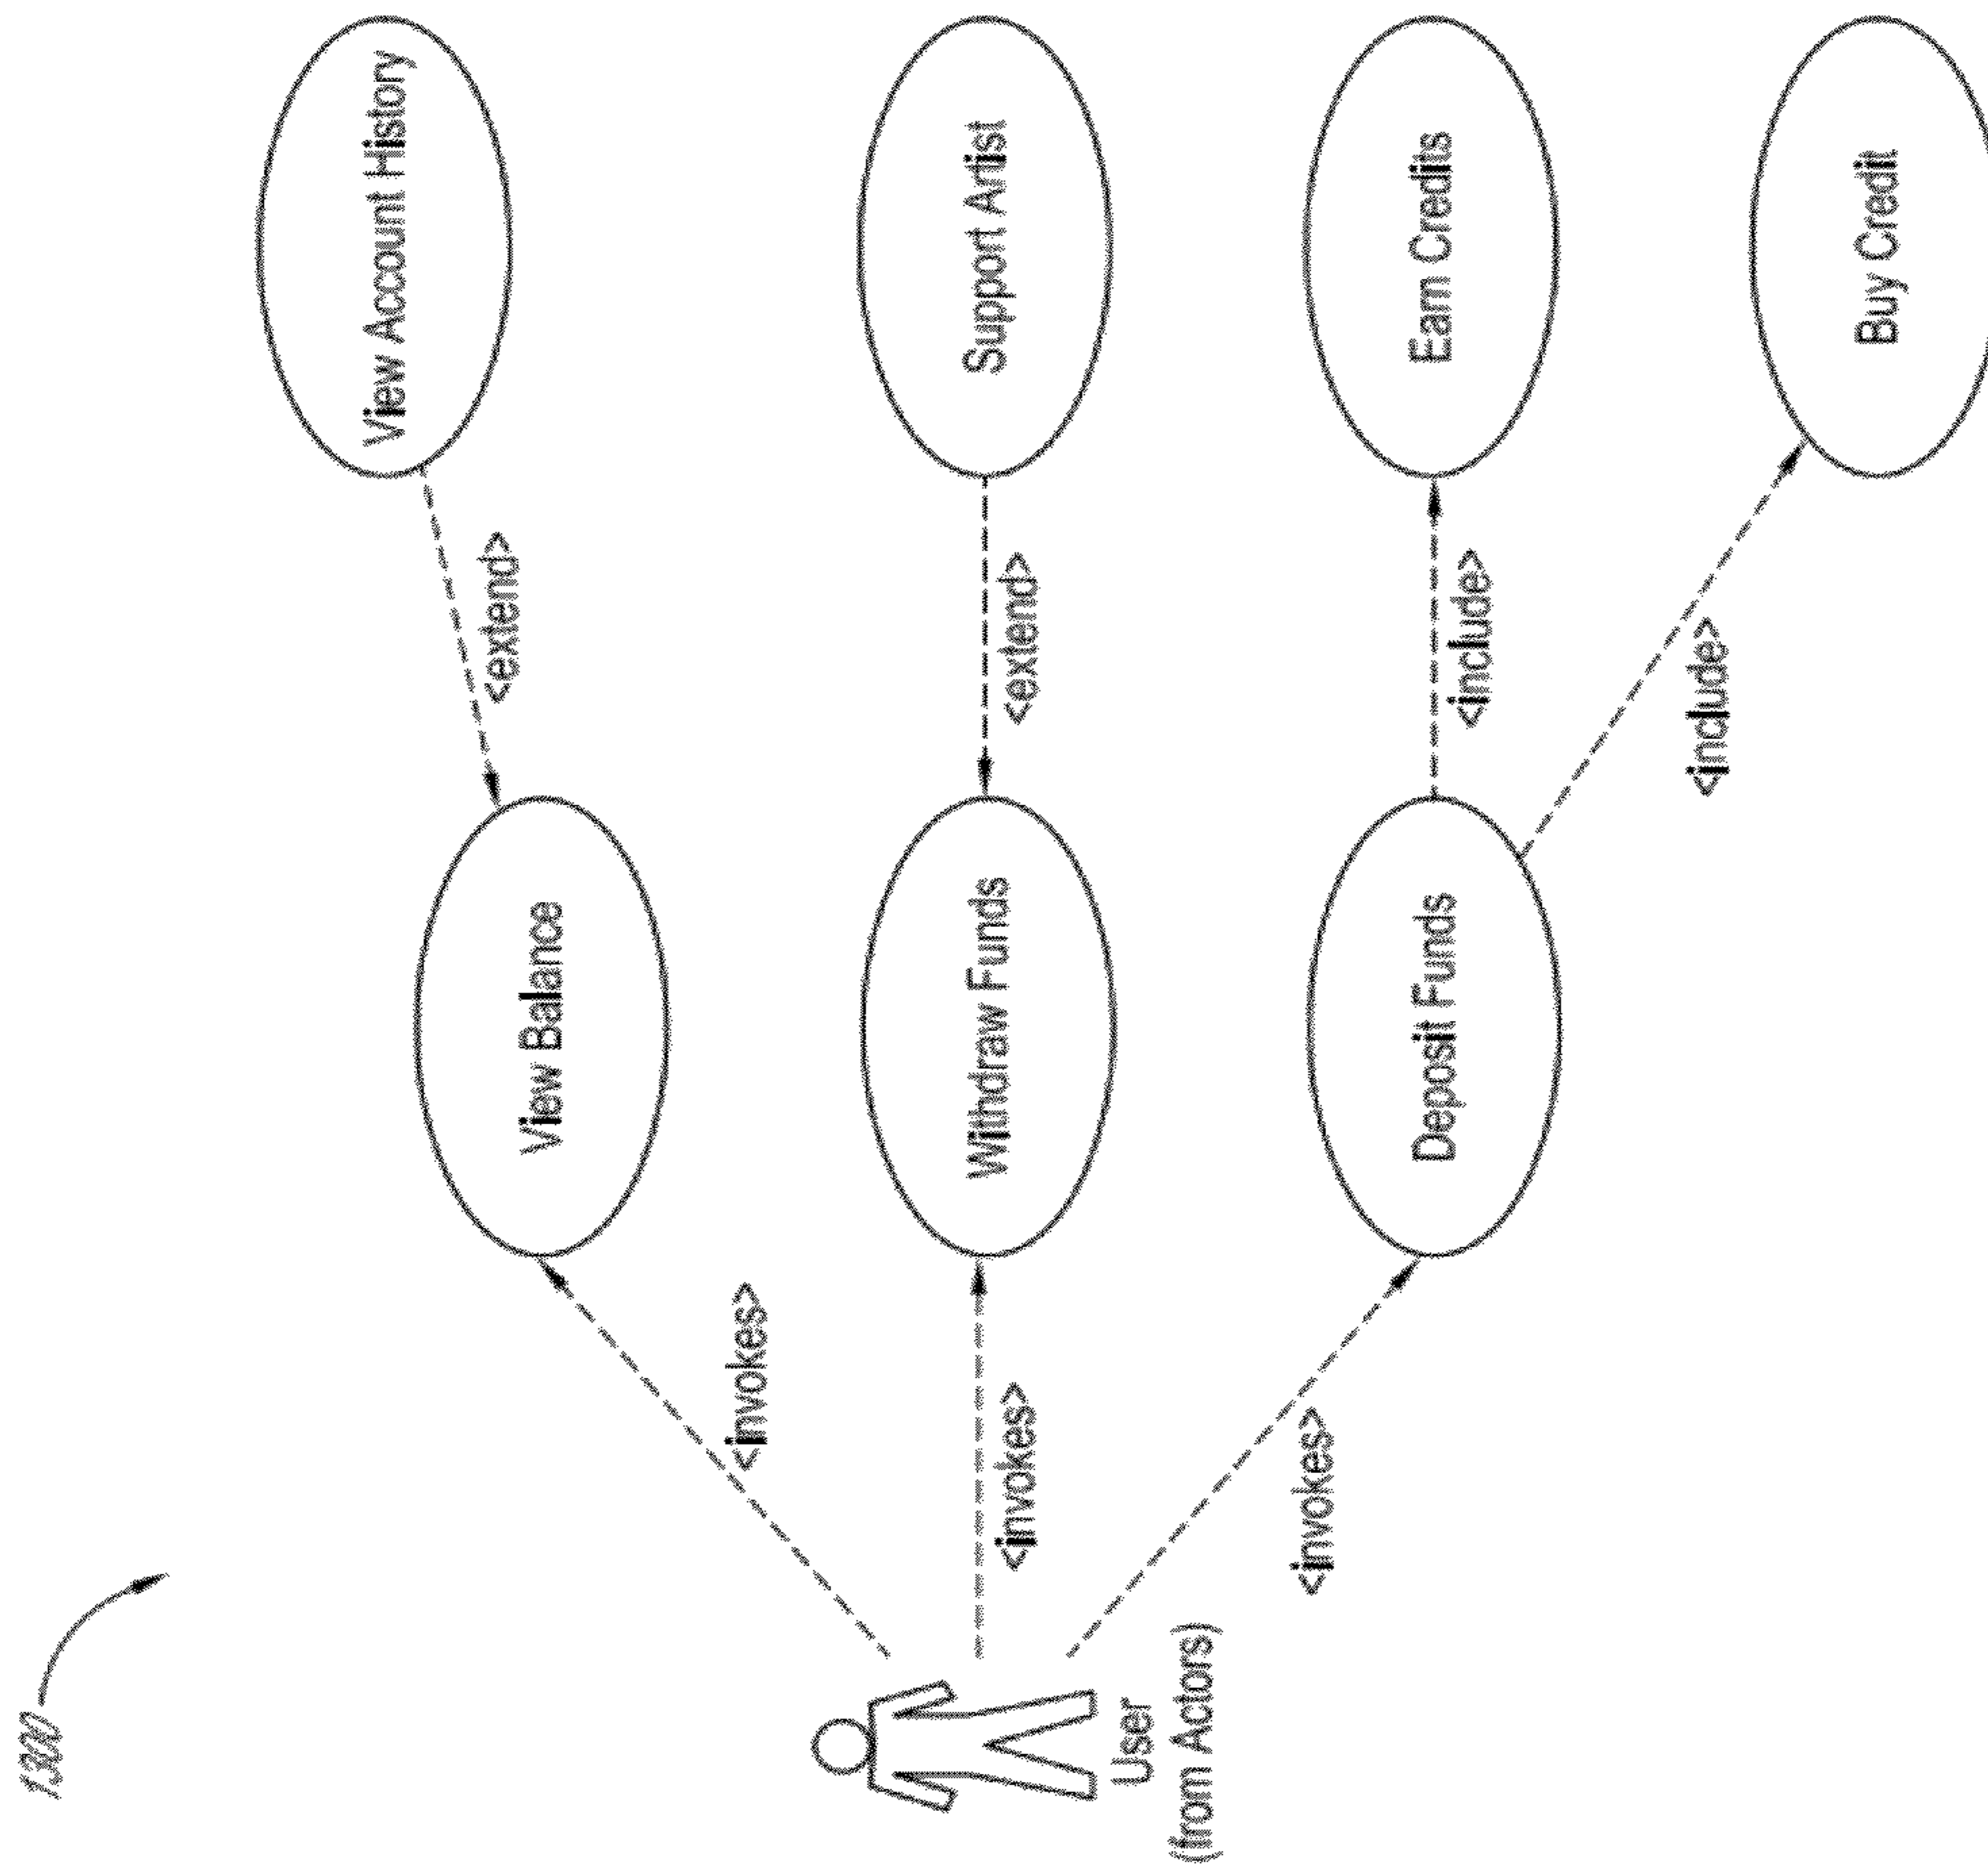 1300
User
(from Actors)
<invokes>
<invokes>
<invokes>
View Balance
Withdraw Funds
Deposit Funds
<extend>
<extend>
<include>
<include>
View Account History
Support Artist
Earn Credits
Buy Credit